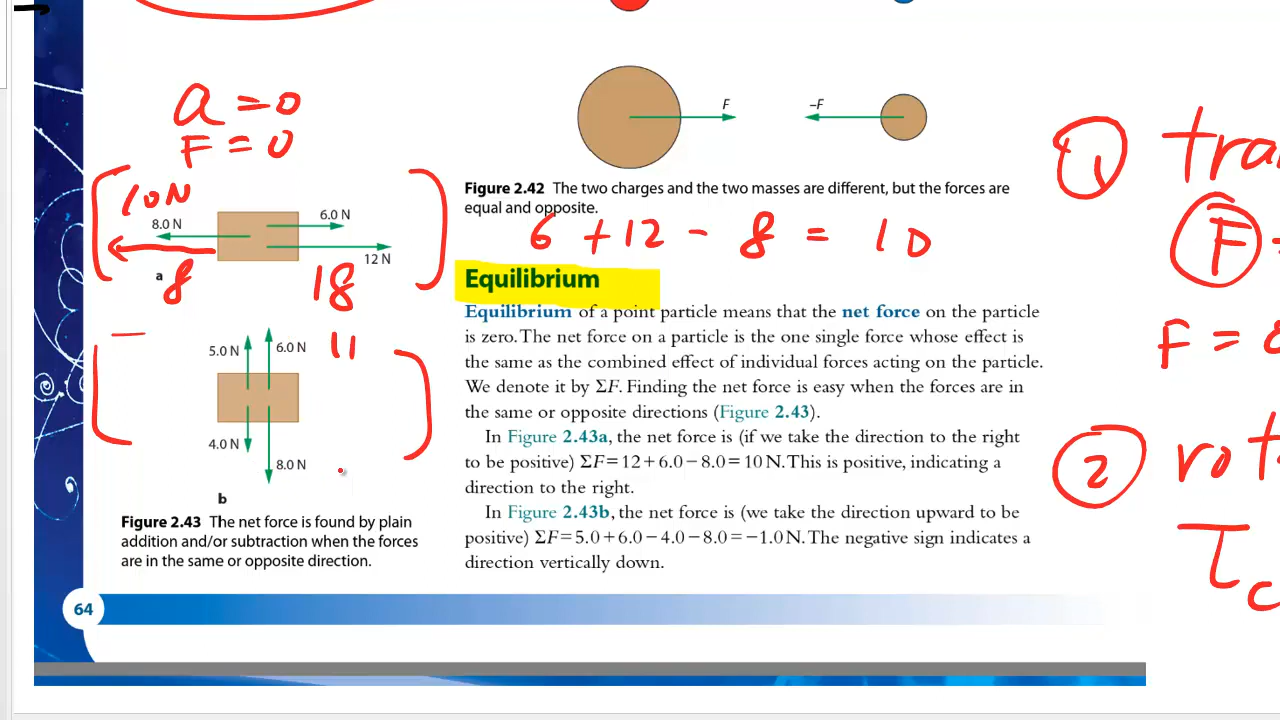 a = 0
F = 0
10N
8.0 N
6.0 N
12 N
a
8
18
5.0 N
6.0 N
11
4.0 N
8.0 N
b
Figure 2.43 The net force is found by plain
addition and/or subtraction when the forces
are in the same or opposite direction.
64
F
–F
Figure 2.42 The two charges and the two masses are different, but the forces are
equal and opposite.
6 + 12 - 8 = 10
Equilibrium
Equilibrium of a point particle means that the net force on the particle
is zero. The net force on a particle is the one single force whose effect is
the same as the combined effect of individual forces acting on the particle.
We denote it by ΣF. Finding the net force is easy when the forces are in
the same or opposite directions (Figure 2.43).
In Figure 2.43a, the net force is (if we take the direction to the right
to be positive) ΣF = 12 + 6.0 – 8.0 = 10 N. This is positive, indicating a
direction to the right.
In Figure 2.43b, the net force is (we take the direction upward to be
positive) ΣF = 5.0 + 6.0 – 4.0 – 8.0 = –1.0 N. The negative sign indicates a
direction vertically down.
1 tra
F =
F =
2 rot